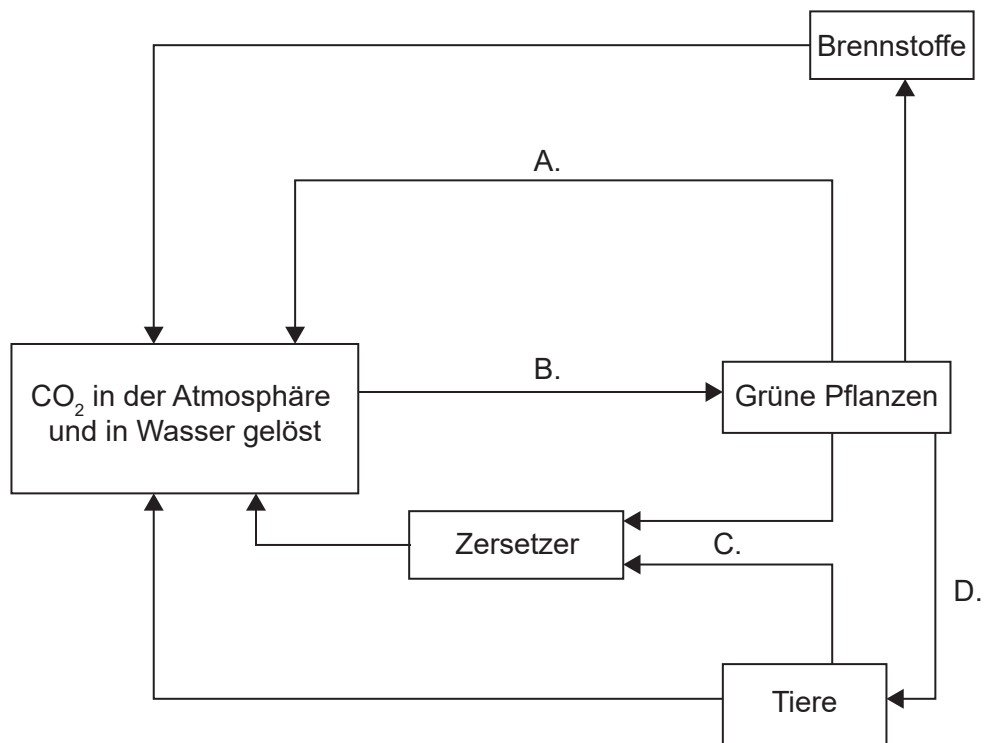 Brennstoffe
A.
B.
CO₂ in der Atmosphäre
und in Wasser gelöst
Grüne Pflanzen
Zersetzer
C.
D.
Tiere